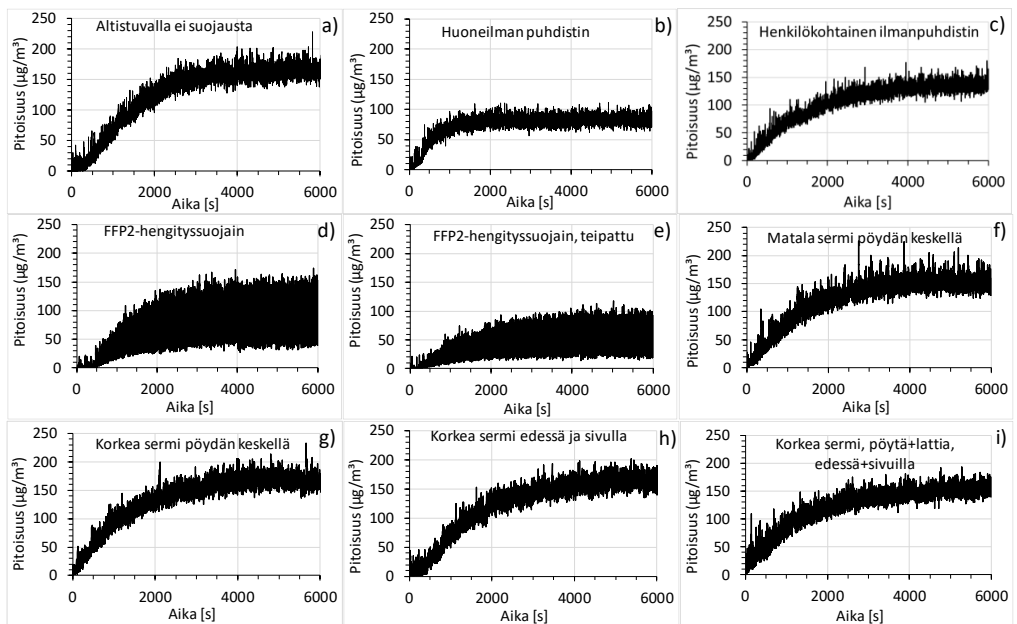 Altistuvalla ei suojausta
a)
Pitoisuus (µg/m³)
250
200
150
100
50
0
0 2000 4000 6000
Aika [s]
Huoneilman puhdistin
b)
Pitoisuus (µg/m³)
250
200
150
100
50
0
0 2000 4000 6000
Aika [s]
Henkilökohtainen ilmanpuhdistin
c)
Pitoisuus (µg/m³)
250
200
150
100
50
0
0 2000 4000 6000
Aika [s]
FFP2-hengityssuojain
d)
Pitoisuus (µg/m³)
250
200
150
100
50
0
0 2000 4000 6000
Aika [s]
FFP2-hengityssuojain, teipattu
e)
Pitoisuus (µg/m³)
250
200
150
100
50
0
0 2000 4000 6000
Aika [s]
Matala sermi pöydän keskellä
f)
Pitoisuus (µg/m³)
250
200
150
100
50
0
0 2000 4000 6000
Aika [s]
Korkea sermi pöydän keskellä
g)
Pitoisuus (µg/m³)
250
200
150
100
50
0
0 2000 4000 6000
Aika [s]
Korkea sermi edessä ja sivulla
h)
Pitoisuus (µg/m³)
250
200
150
100
50
0
0 2000 4000 6000
Aika [s]
Korkea sermi, pöytä+lattia,
edessä+sivuilla
i)
Pitoisuus (µg/m³)
250
200
150
100
50
0
0 2000 4000 6000
Aika [s]